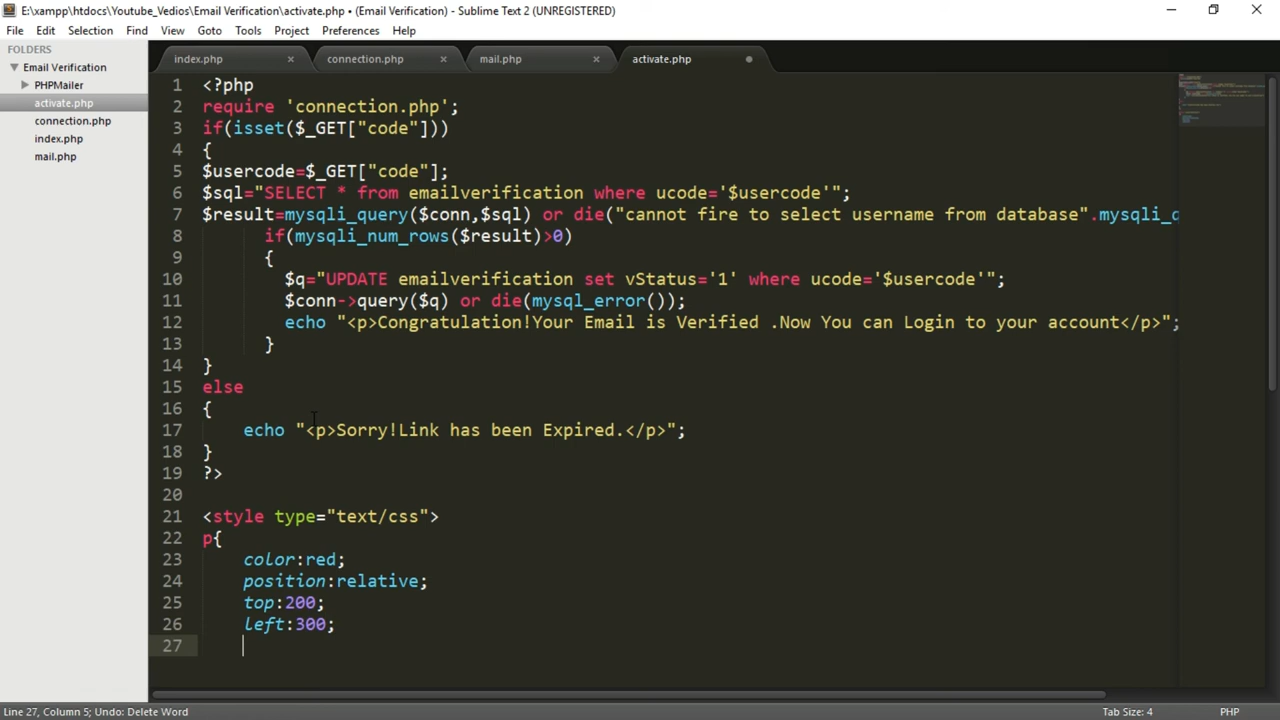 E:\xampp\htdocs\Youtube_Vedios\Email Verification\activate.php • (Email Verification) - Sublime Text 2 (UNREGISTERED)
File Edit Selection Find View Goto Tools Project Preferences Help
FOLDERS
Email Verification
PHPMailer
activate.php
connection.php
index.php
mail.php
index.php × connection.php × mail.php × activate.php •
1 <?php
2 require 'connection.php';
3 if(isset($_GET["code"]))
4 {
5 $usercode=$_GET["code"];
6 $sql="SELECT * from emailverification where ucode='$usercode'";
7 $result=mysqli_query($conn,$sql) or die("cannot fire to select username from database".mysqli_
8 if(mysqli_num_rows($result)>0)
9 {
10 $q="UPDATE emailverification set vStatus='1' where ucode='$usercode'";
11 $conn->query($q) or die(mysql_error());
12 echo "<p>Congratulation!Your Email is Verified .Now You can Login to your account</p>";
13 }
14 }
15 else
16 {
17 echo "<p>Sorry!Link has been Expired.</p>";
18 }
19 ?>
20
21 <style type="text/css">
22 p{
23 color:red;
24 position:relative;
25 top:200;
26 left:300;
27
Line 27, Column 5; Undo: Delete Word Tab Size: 4 PHP